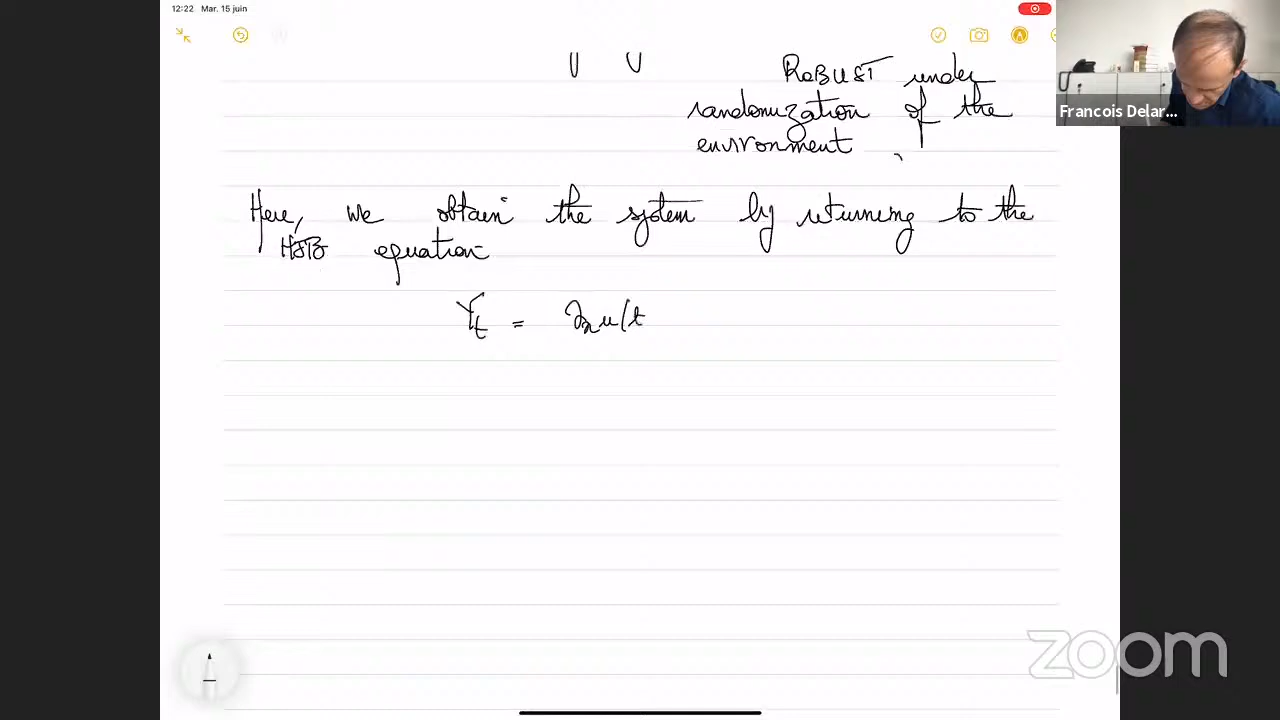 12:22 Mar. 15 juin
ROBUST under
randomization of the
environment
Francois Delar...
Here, we obtain the system by returning to the
HJB equation
Y_t = ∂_x u(t
zoom